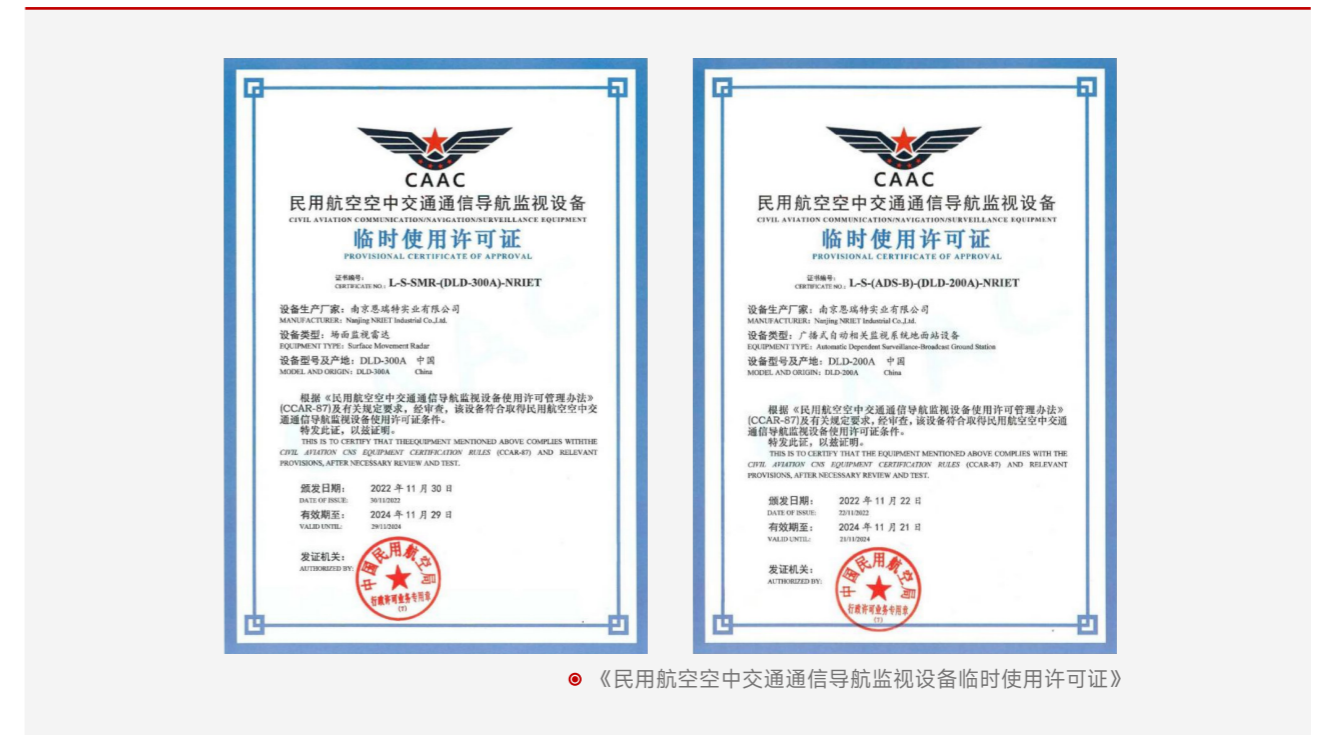 CAAC
民用航空空中交通通信导航监视设备
CIVIL AVIATION COMMUNICATION/NAVIGATION/SURVEILLANCE EQUIPMENT
临时使用许可证
PROVISIONAL CERTIFICATE OF APPROVAL
证书编号:
CERTIFICATE NO.: L-S-SMR-(DLD-300A)-NRIET
设备生产厂家：南京恩瑞特实业有限公司
MANUFACTURER: Nanjing NRIET Industrial Co.,Ltd.
设备类型：场面监视雷达
EQUIPMENT TYPE: Surface Movement Radar
设备型号及产地：DLD-300A 中国
MODEL AND ORIGIN: DLD-300A China
根据《民用航空空中交通通信导航监视设备使用许可管理办法》
(CCAR-87)及有关规定要求，经审查，该设备符合取得民用航空空中交
通通信导航监视设备使用许可证条件。
特发此证，以兹证明。
THIS IS TO CERTIFY THAT THEEQUIPMENT MENTIONED ABOVE COMPLIES WITHTHE
CIVIL AVIATION CNS EQUIPMENT CERTIFICATION RULES (CCAR-87) AND RELEVANT
PROVISIONS, AFTER NECESSARY REVIEW AND TEST.
颁发日期： 2022 年 11 月 30 日
DATE OF ISSUE: 30/11/2022
有效期至： 2024 年 11 月 29 日
VALID UNTIL: 29/11/2024
发证机关：
AUTHORIZED BY:
中国民用航空局
行政许可业务专用章
(7)
CAAC
民用航空空中交通通信导航监视设备
CIVIL AVIATION COMMUNICATION/NAVIGATION/SURVEILLANCE EQUIPMENT
临时使用许可证
PROVISIONAL CERTIFICATE OF APPROVAL
证书编号:
CERTIFICATE NO.: L-S-(ADS-B)-(DLD-200A)-NRIET
设备生产厂家：南京恩瑞特实业有限公司
MANUFACTURER: Nanjing NRIET Industrial Co.,Ltd.
设备类型：广播式自动相关监视系统地面站设备
EQUIPMENT TYPE: Automatic Dependent Surveillance-Broadcast Ground Station
设备型号及产地：DLD-200A 中国
MODEL AND ORIGIN: DLD-200A China
根据《民用航空空中交通通信导航监视设备使用许可管理办法》
(CCAR-87)及有关规定要求，经审查，该设备符合取得民用航空空中交通
通信导航监视设备使用许可证条件。
特发此证，以兹证明。
THIS IS TO CERTIFY THAT THE EQUIPMENT MENTIONED ABOVE COMPLIES WITH THE
CIVIL AVIATION CNS EQUIPMENT CERTIFICATION RULES (CCAR-87) AND RELEVANT
PROVISIONS, AFTER NECESSARY REVIEW AND TEST.
颁发日期： 2022 年 11 月 22 日
DATE OF ISSUE: 22/11/2022
有效期至： 2024 年 11 月 21 日
VALID UNTIL: 21/11/2024
发证机关：
AUTHORIZED BY:
中国民用航空局
行政许可业务专用章
(7)
《民用航空空中交通通信导航监视设备临时使用许可证》